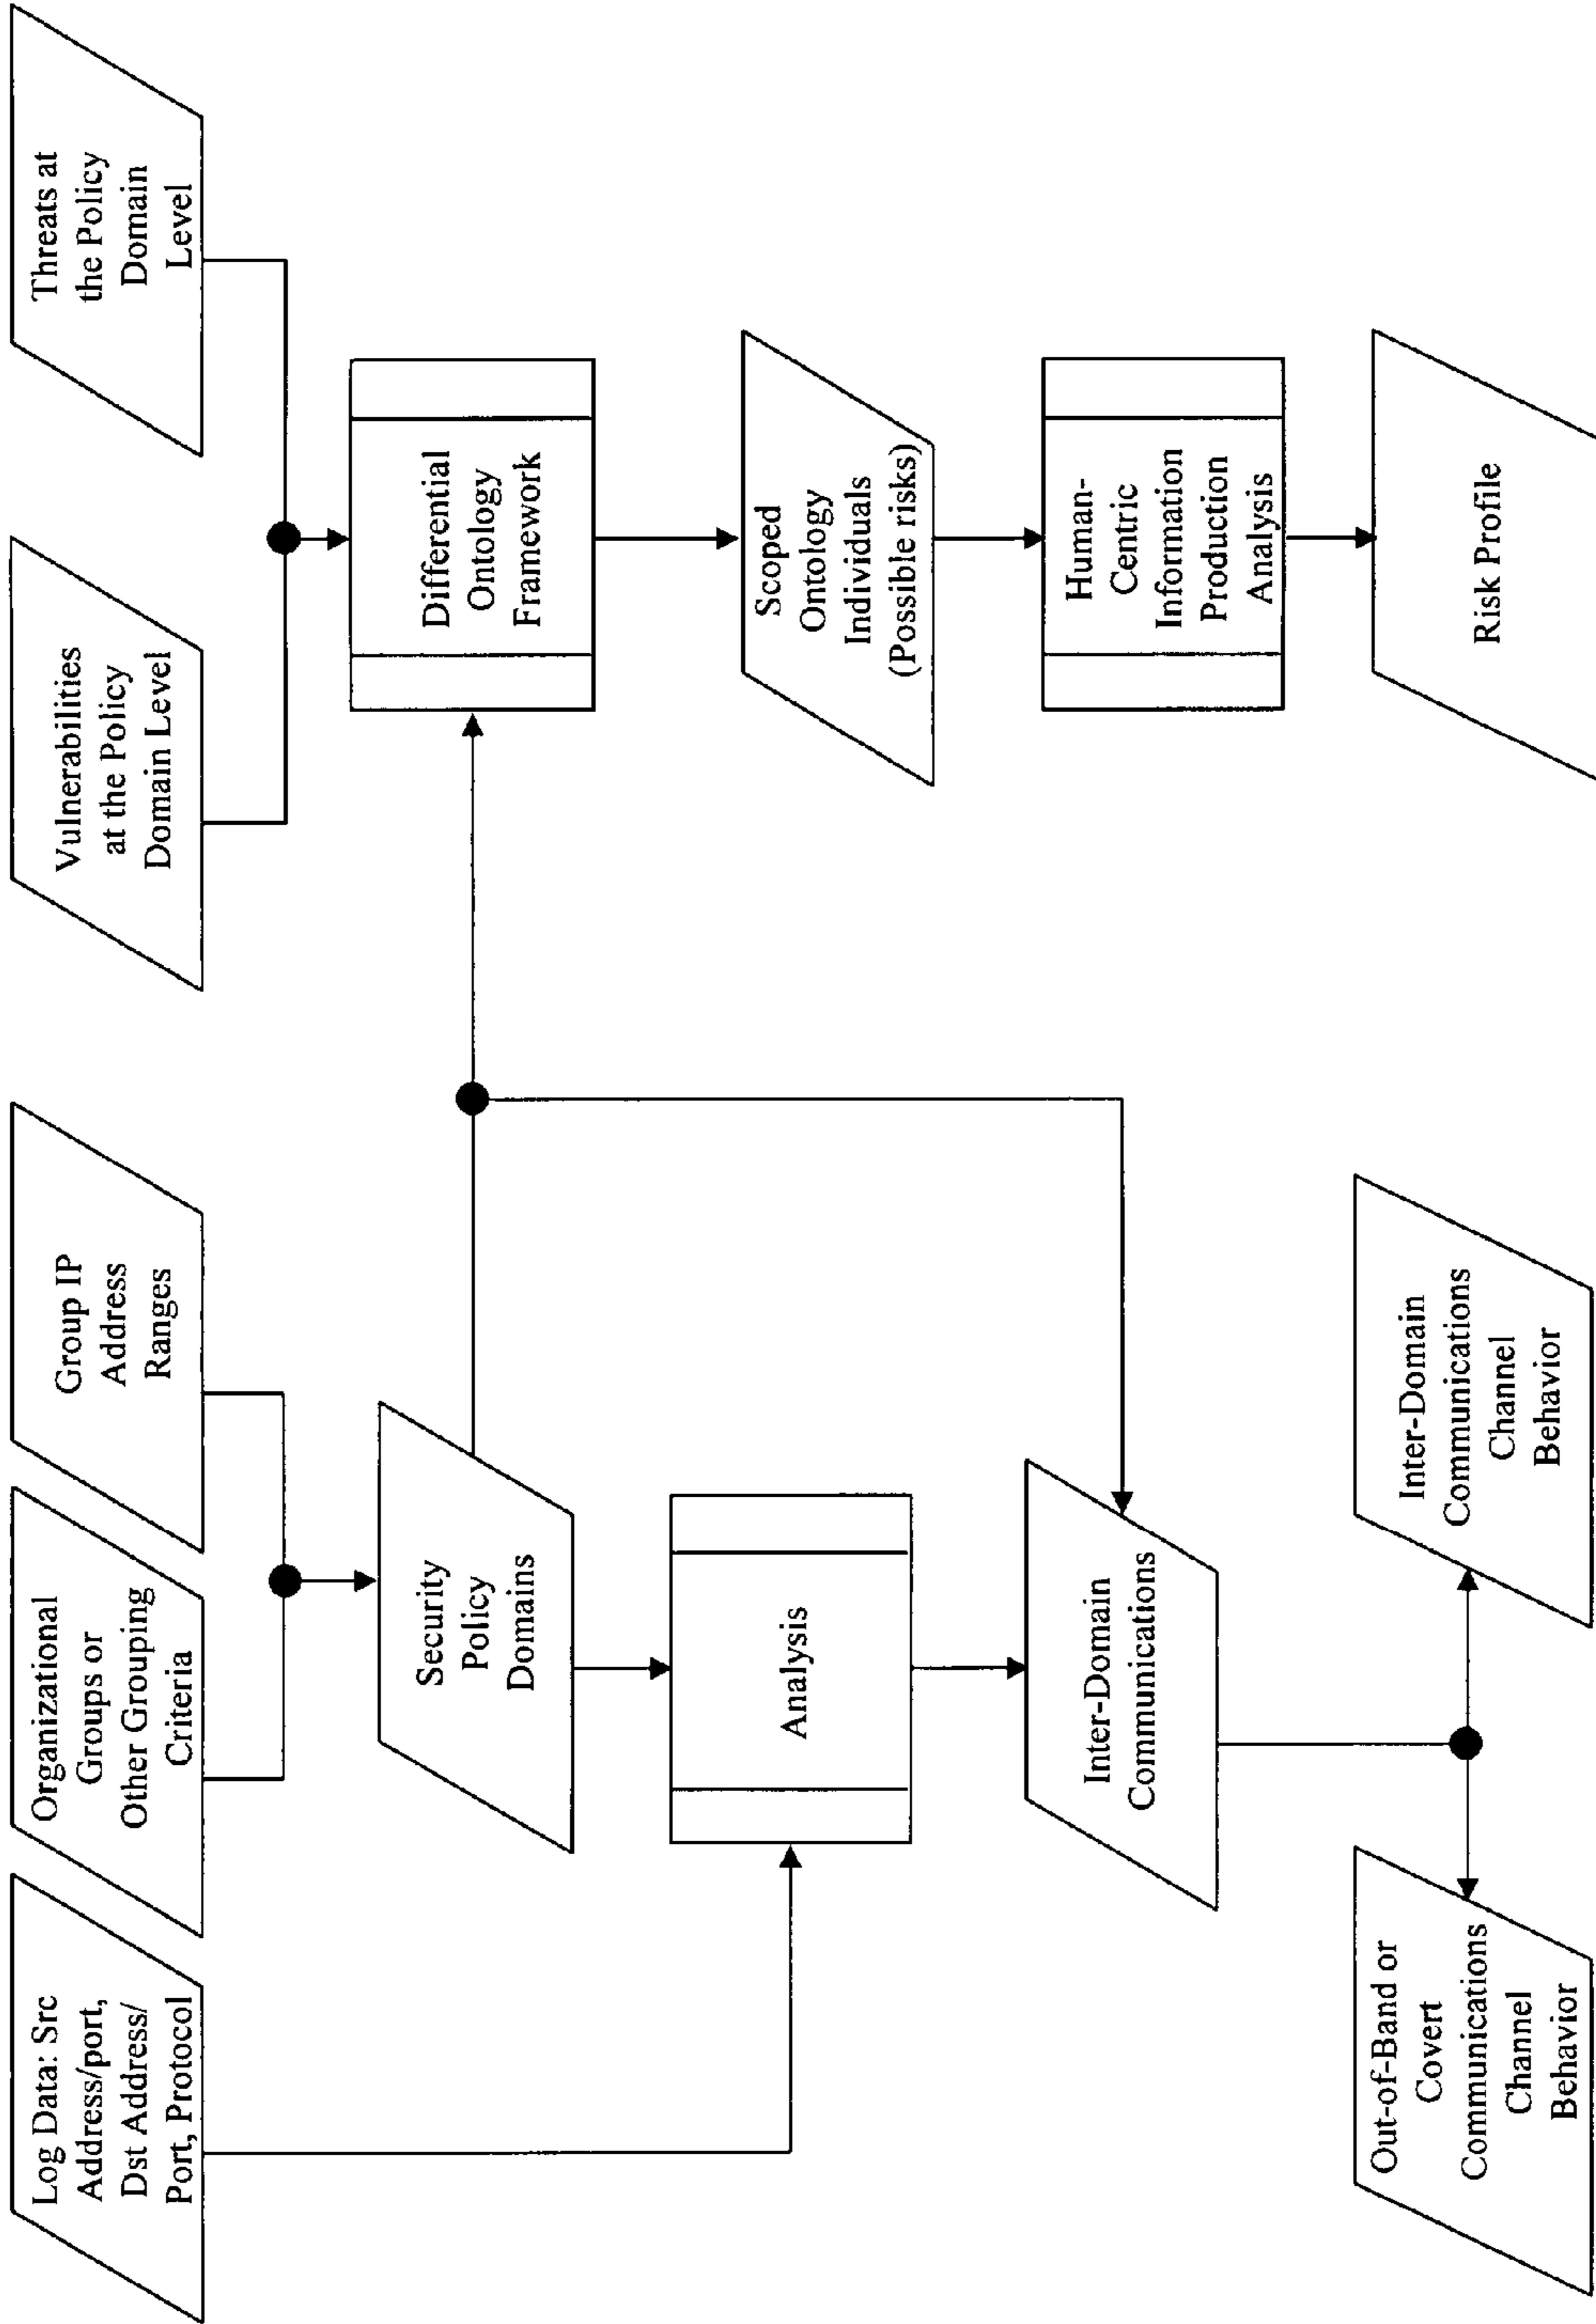 Log Data: Src
Address/port,
Dst Address/
Port, Protocol
Organizational
Groups or
Other Grouping
Criteria
Group IP
Address
Ranges
Vulnerabilities
at the Policy
Domain Level
Threats at
the Policy
Domain
Level
Security
Policy
Domains
Differential
Ontology
Framework
Analysis
Scoped
Ontology
Individuals
(Possible risks)
Inter-Domain
Communications
Human-
Centric
Information
Production
Analysis
Out-of-Band or
Covert
Communications
Channel
Behavior
Inter-Domain
Communications
Channel
Behavior
Risk Profile